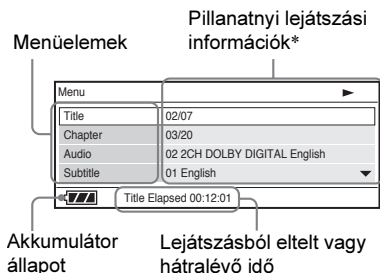 Pillanatnyi lejátszási
információk*
Menüelemek
Menu
Title 02/07
Chapter 03/20
Audio 02 2CH DOLBY DIGITAL English
Subtitle 01 English
Title Elapsed 00:12:01
Akkumulátor
állapot
Lejátszásból eltelt vagy
hátralévő idő